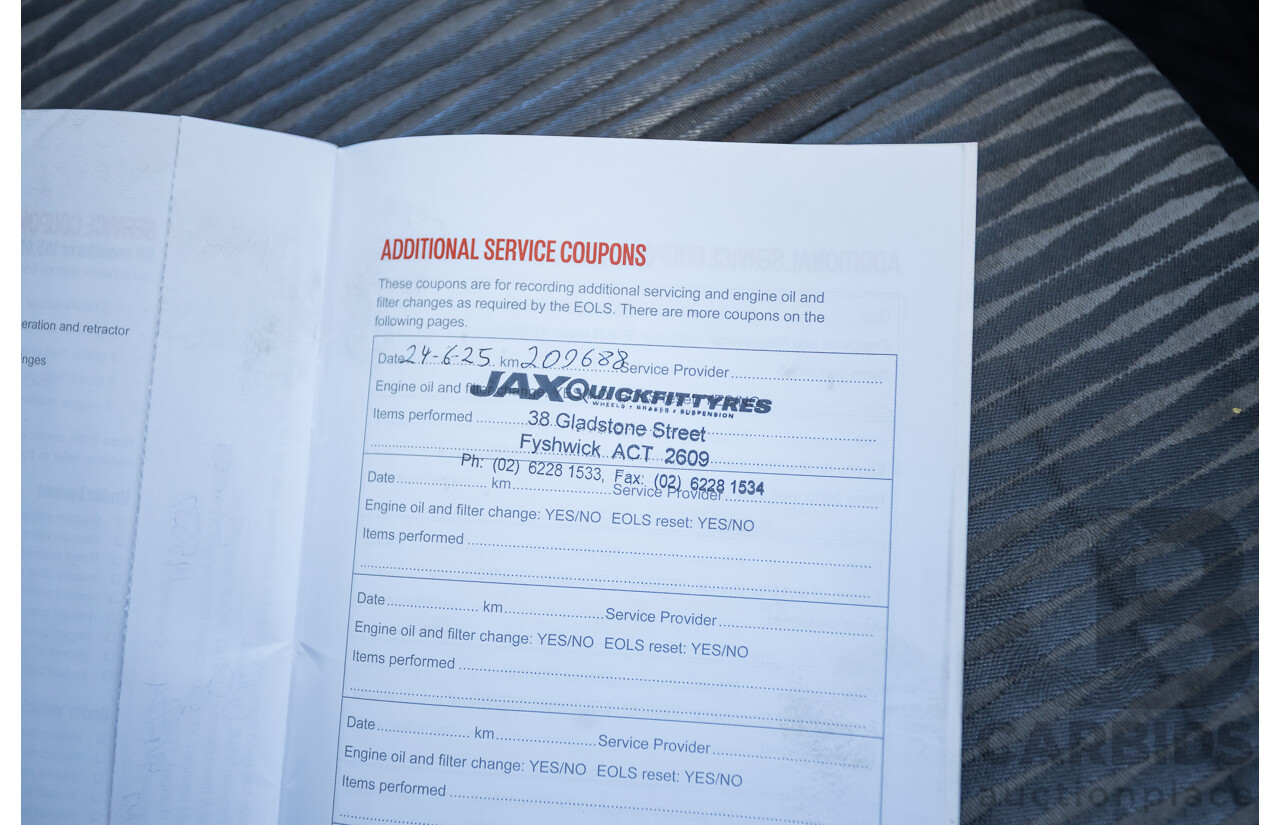 eration and retractor
nges
ADDITIONAL SERVICE COUPONS
These coupons are for recording additional servicing and engine oil and
filter changes as required by the EOLS. There are more coupons on the
following pages.
Date 24-6-25 km 209688 Service Provider
Engine oil and filter change: YES/NO
JAX QUICKFIT TYRES
WHEELS • BRAKES • SUSPENSION
Items performed
38 Gladstone Street
Fyshwick ACT 2609
Ph: (02) 6228 1533, Fax: (02) 6228 1534
Date km Service Provider
Engine oil and filter change: YES/NO EOLS reset: YES/NO
Items performed
Date km Service Provider
Engine oil and filter change: YES/NO EOLS reset: YES/NO
Items performed
Date km Service Provider
Engine oil and filter change: YES/NO EOLS reset: YES/NO
Items performed
CARBIDS
auctionplace